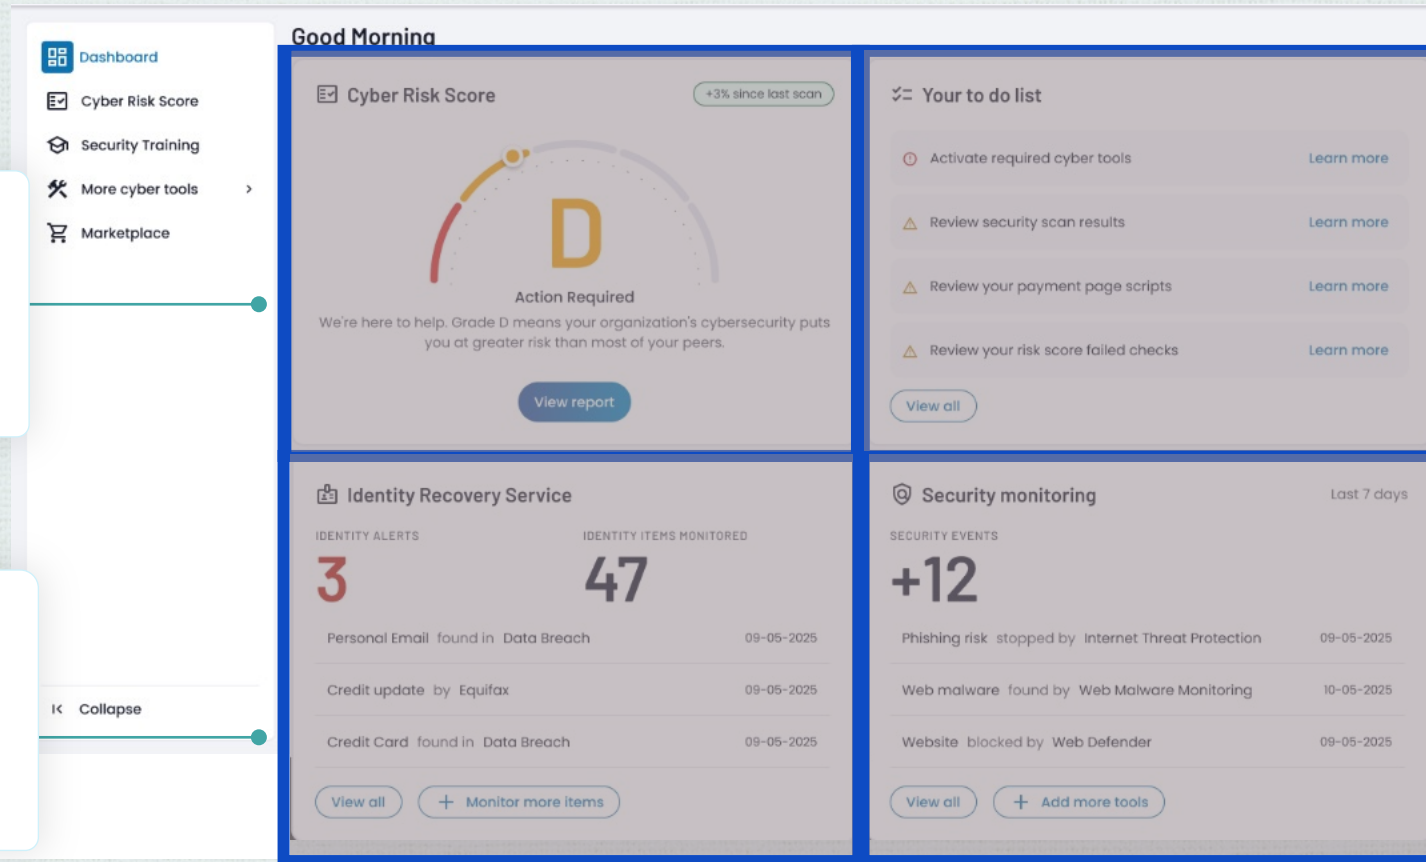 Good Morning
Dashboard
Cyber Risk Score
Security Training
More cyber tools
Marketplace
Collapse
Cyber Risk Score
+3% since last scan
D
Action Required
We're here to help. Grade D means your organization's cybersecurity puts
you at greater risk than most of your peers.
View report
Your to do list
Activate required cyber tools Learn more
Review security scan results Learn more
Review your payment page scripts Learn more
Review your risk score failed checks Learn more
View all
Identity Recovery Service
IDENTITY ALERTS IDENTITY ITEMS MONITORED
3 47
Personal Email found in Data Breach 09-05-2025
Credit update by Equifax 09-05-2025
Credit Card found in Data Breach 09-05-2025
View all + Monitor more items
Security monitoring Last 7 days
SECURITY EVENTS
+12
Phishing risk stopped by Internet Threat Protection 09-05-2025
Web malware found by Web Malware Monitoring 10-05-2025
Website blocked by Web Defender 09-05-2025
View all + Add more tools